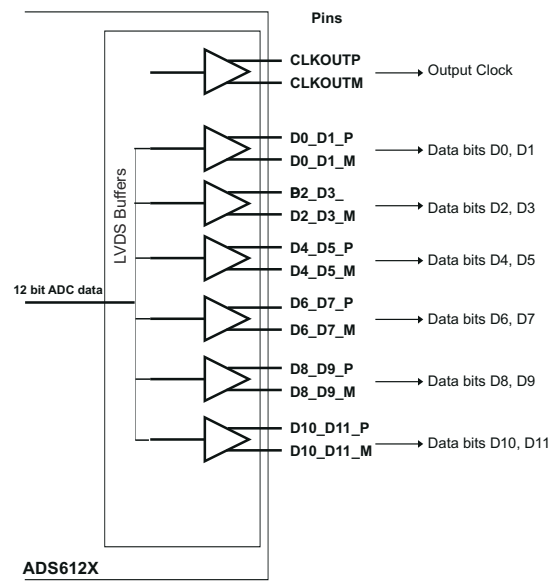 Pins
CLKOUTP
CLKOUTM
Output Clock
D0_D1_P
D0_D1_M
Data bits D0, D1
D2_D3_
D2_D3_M
Data bits D2, D3
D4_D5_P
D4_D5_M
Data bits D4, D5
LVDS Buffers
12 bit ADC data
D6_D7_P
D6_D7_M
Data bits D6, D7
D8_D9_P
D8_D9_M
Data bits D8, D9
D10_D11_P
D10_D11_M
Data bits D10, D11
ADS612X